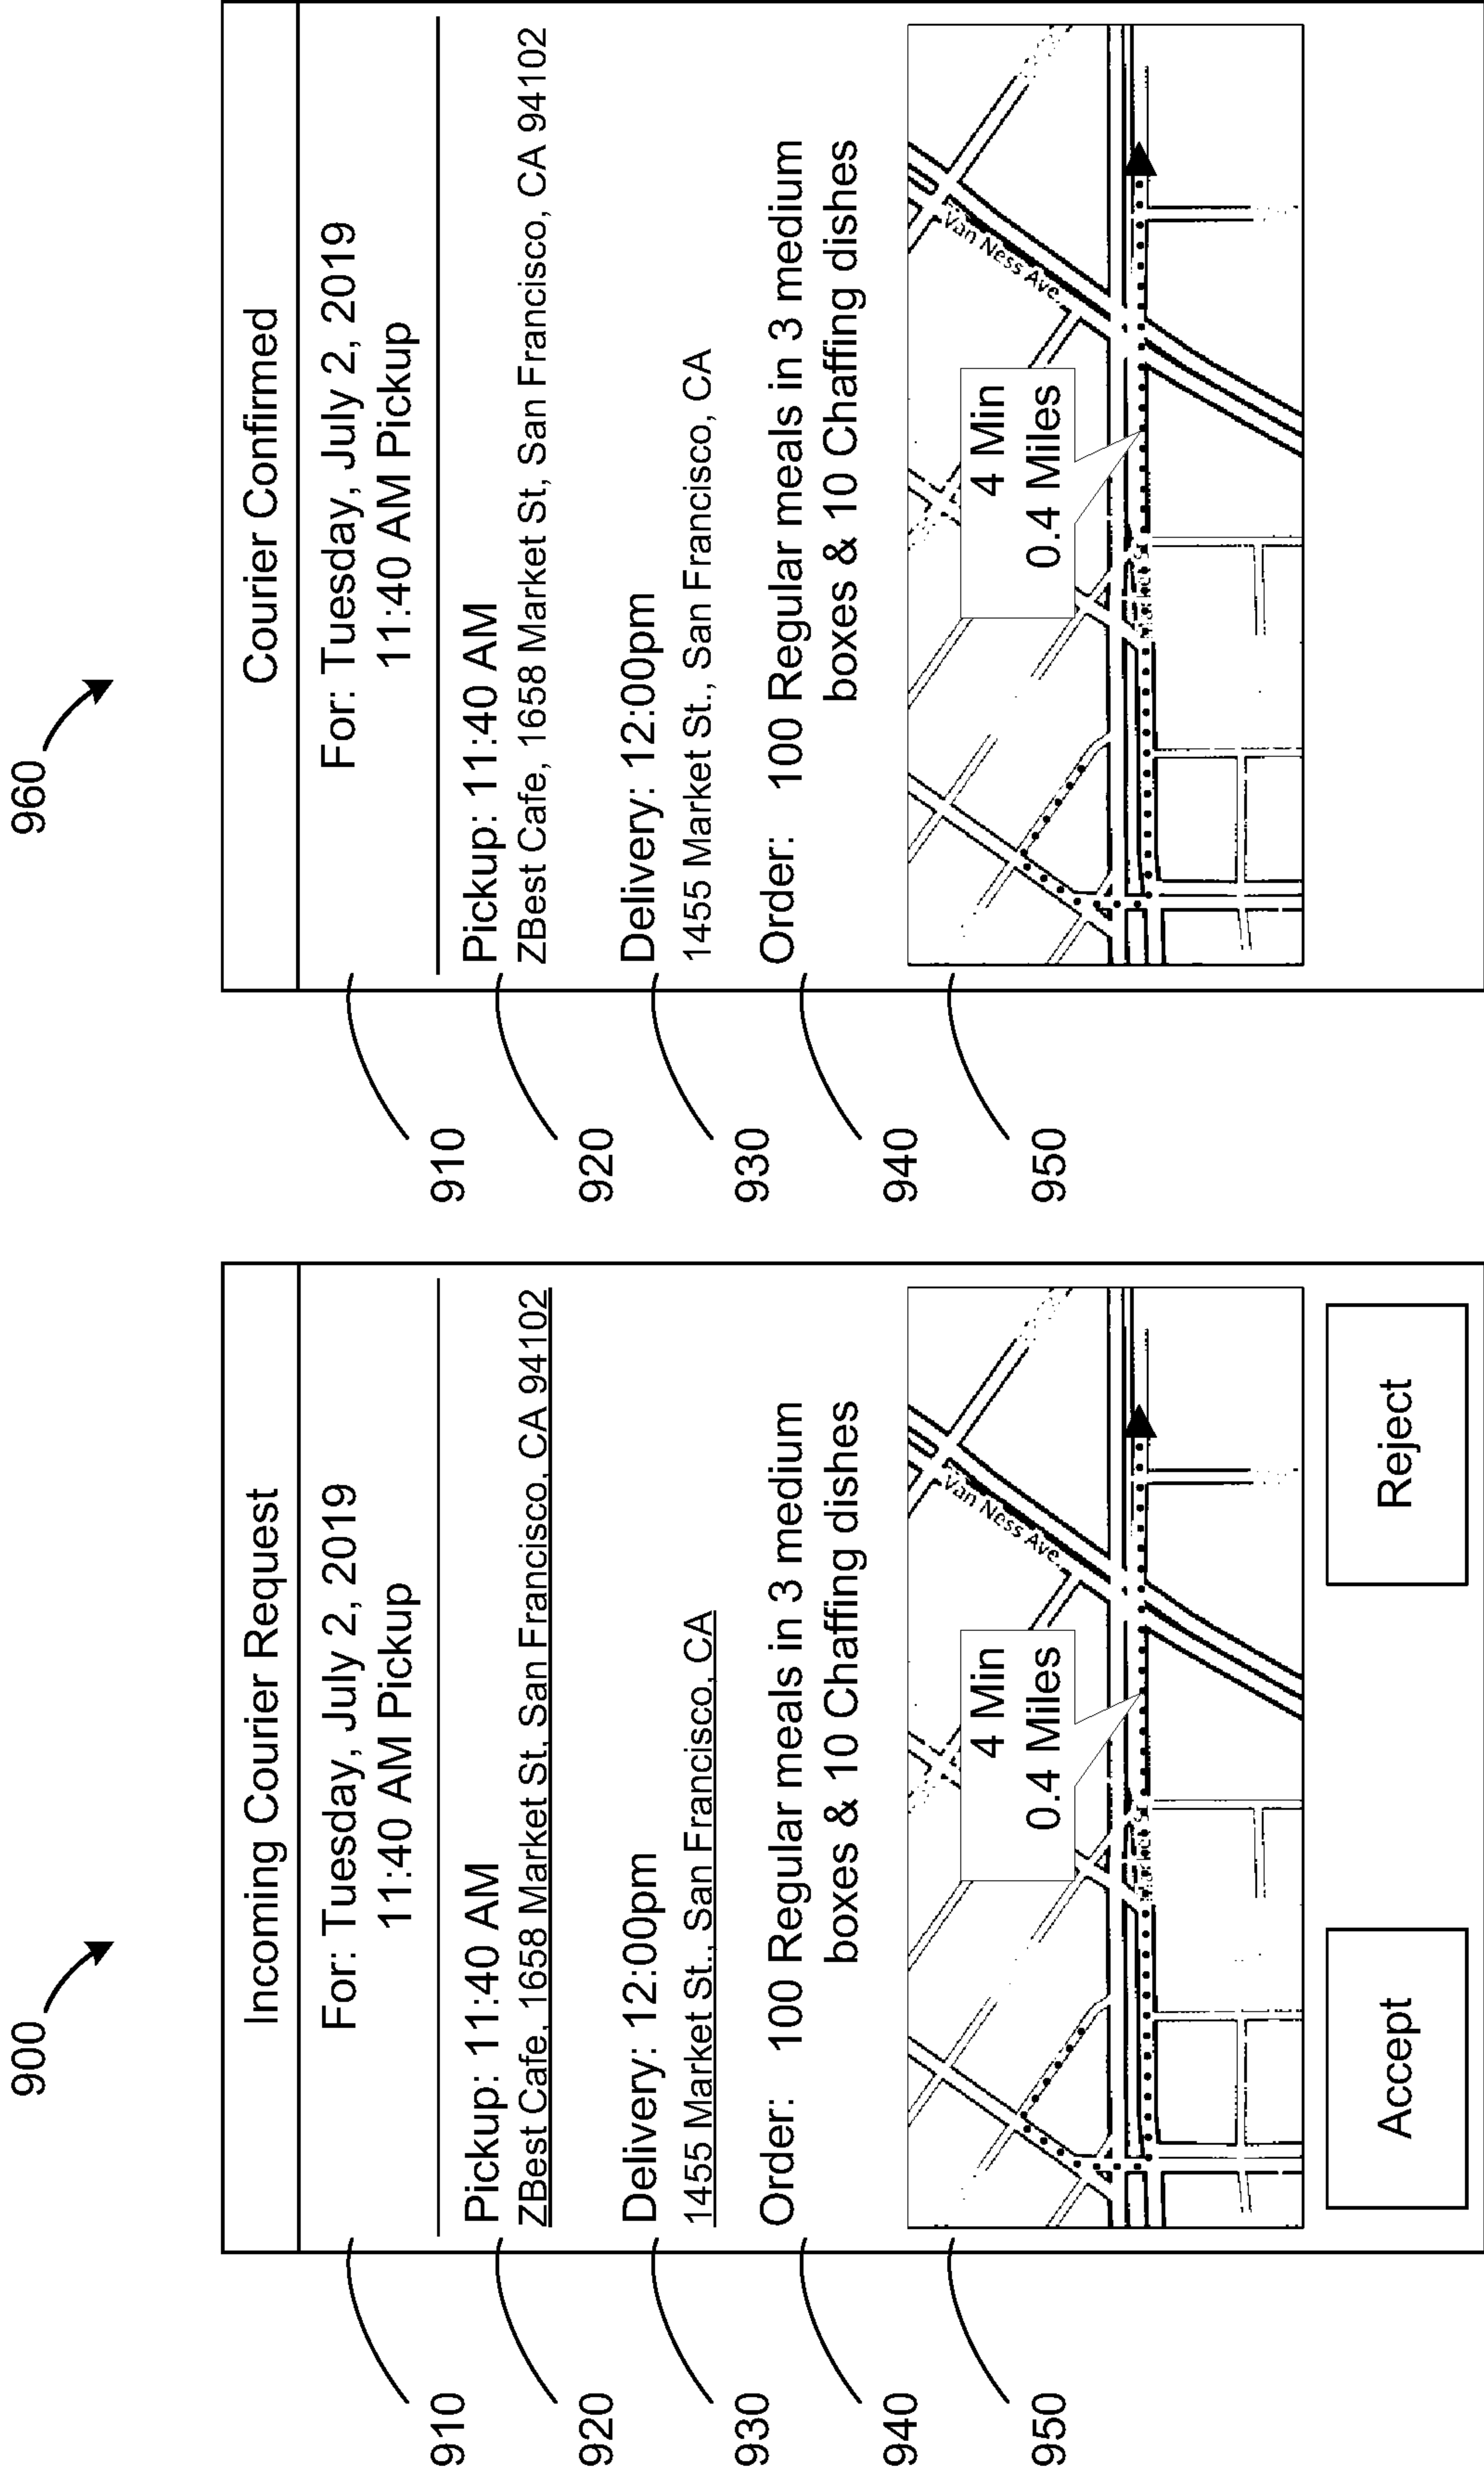 900
Incoming Courier Request
For: Tuesday, July 2, 2019
11:40 AM Pickup
Pickup: 11:40 AM
ZBest Cafe, 1658 Market St, San Francisco, CA 94102
Delivery: 12:00pm
1455 Market St., San Francisco, CA
Order: 100 Regular meals in 3 medium
boxes & 10 Chaffing dishes
Van Ness Ave.
4 Min
0.4 Miles
Accept
Reject
910
920
930
940
950
960
Courier Confirmed
For: Tuesday, July 2, 2019
11:40 AM Pickup
Pickup: 11:40 AM
ZBest Cafe, 1658 Market St, San Francisco, CA 94102
Delivery: 12:00pm
1455 Market St., San Francisco, CA
Order: 100 Regular meals in 3 medium
boxes & 10 Chaffing dishes
Van Ness Ave.
4 Min
0.4 Miles
910
920
930
940
950